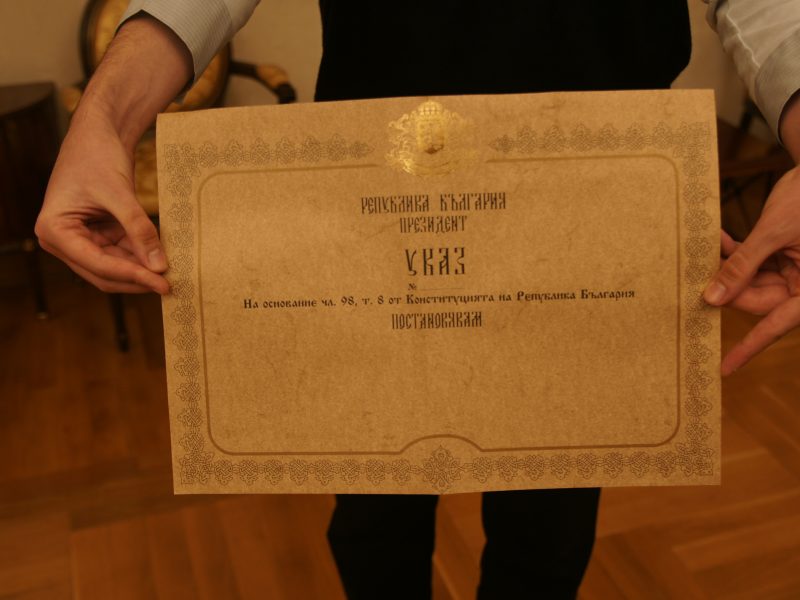 РЕПУБЛИКА БЪЛГАРИЯ
ПРЕЗИДЕНТ
УКАЗ
№
На основание чл. 98, т. 8 от Конституцията на Република България
ПОСТАНОВЯВАМ